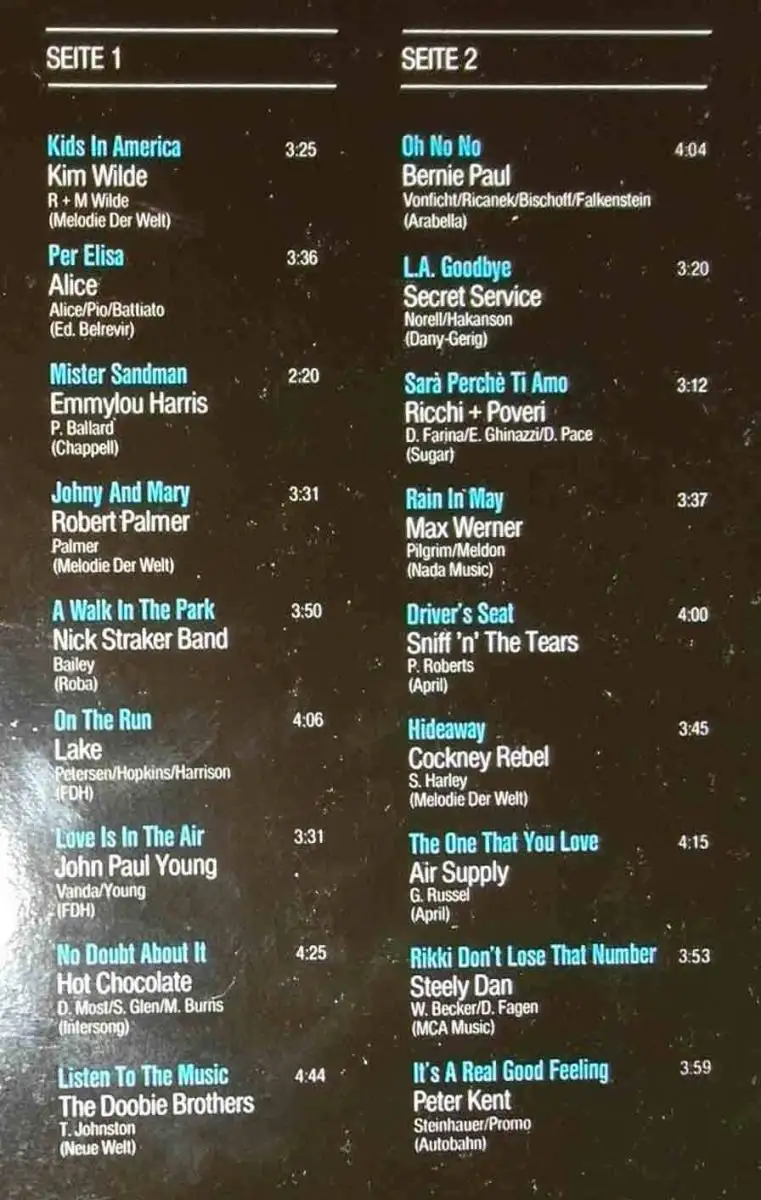 SEITE 1
Kids In America 3:25
Kim Wilde
R + M Wilde
(Melodie Der Welt)
Per Elisa 3:36
Alice
Alice/Pio/Battiato
(Ed. Belrevir)
Mister Sandman 2:20
Emmylou Harris
P. Ballard
(Chappell)
Johny And Mary 3:31
Robert Palmer
Palmer
(Melodie Der Welt)
A Walk In The Park 3:50
Nick Straker Band
Bailey
(Roba)
On The Run 4:06
Lake
Petersen/Hopkins/Harrison
(FDH)
Love Is In The Air 3:31
John Paul Young
Vanda/Young
(FDH)
No Doubt About It 4:25
Hot Chocolate
D. Most/S. Glen/M. Burns
(Intersong)
Listen To The Music 4:44
The Doobie Brothers
T. Johnston
(Neue Welt)
SEITE 2
Oh No No 4:04
Bernie Paul
Vonficht/Ricanek/Bischoff/Falkenstein
(Arabella)
L.A. Goodbye 3:20
Secret Service
Norell/Hakanson
(Dany-Gerig)
Sarà Perchè Ti Amo 3:12
Ricchi + Poveri
D. Farina/E. Ghinazzi/D. Pace
(Sugar)
Rain In May 3:37
Max Werner
Pilgrim/Meldon
(Nada Music)
Driver's Seat 4:00
Sniff 'n' The Tears
P. Roberts
(April)
Hideaway 3:45
Cockney Rebel
S. Harley
(Melodie Der Welt)
The One That You Love 4:15
Air Supply
G. Russel
(April)
Rikki Don't Lose That Number 3:53
Steely Dan
W. Becker/D. Fagen
(MCA Music)
It's A Real Good Feeling 3:59
Peter Kent
Steinhauer/Promo
(Autobahn)